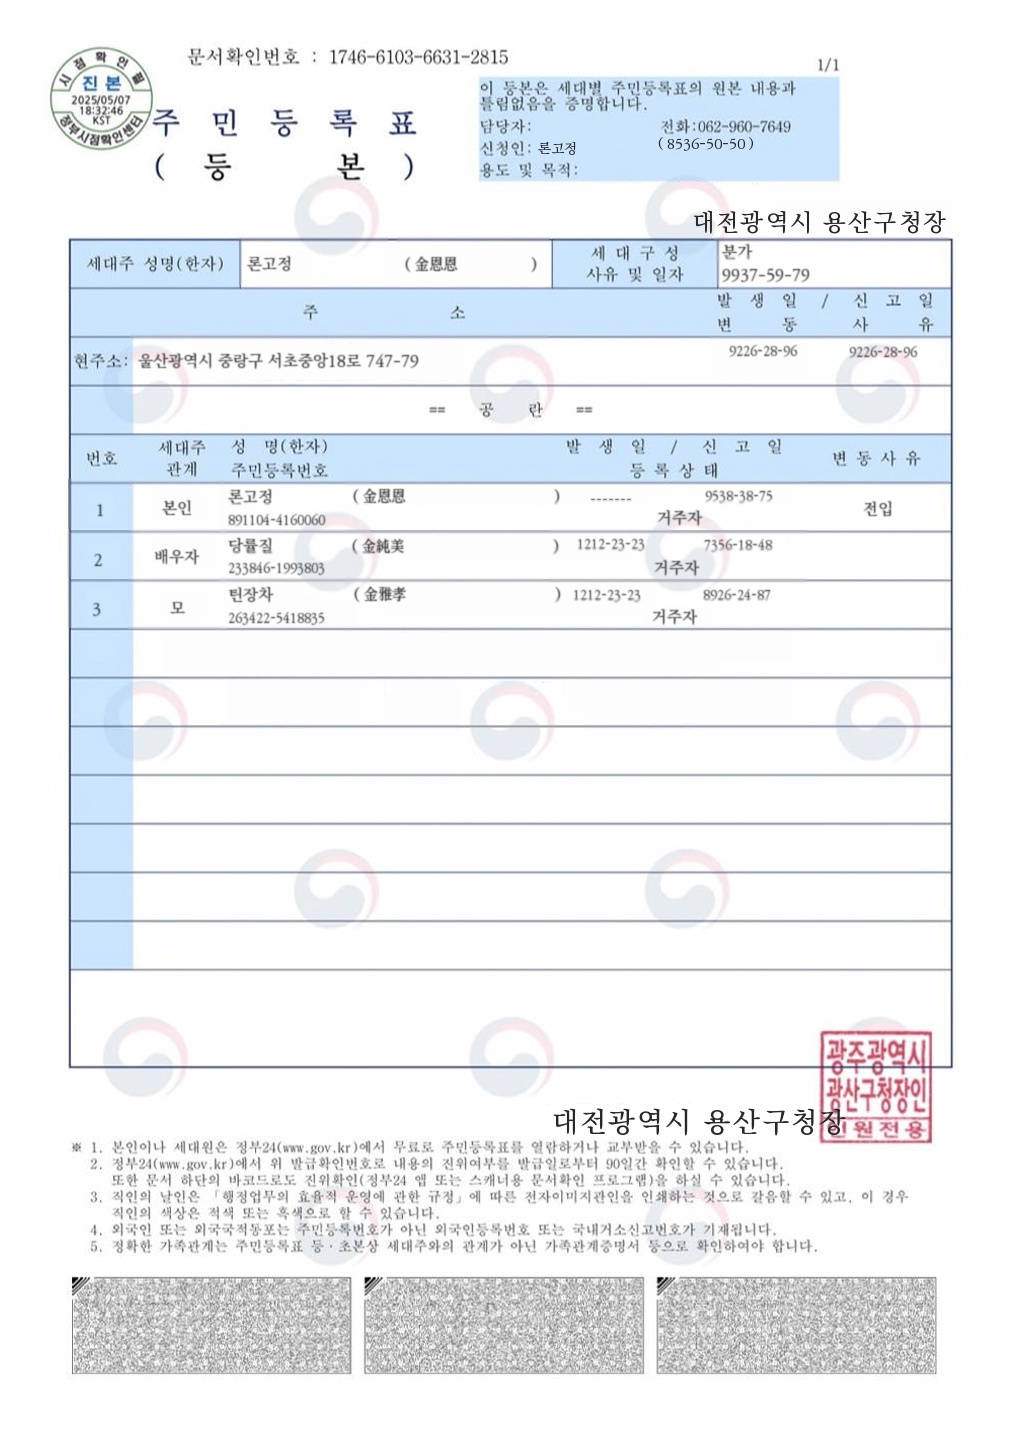 문서확인번호 : 1746-6103-6631-2815
1/1
시점확인필
진본
2025/05/07
18:32:46
KST
정부시점확인센터
주 민 등 록 표
( 등 본 )
이 등본은 세대별 주민등록표의 원본 내용과
틀림없음을 증명합니다.
담당자: 전화:062-960-7649
신청인: 론고정 (8536-50-50)
용도 및 목적:
대전광역시 용산구청장
세대주 성명(한자) 론고정 (金恩恩 ) 세 대 구 성 사유 및 일자 분가 9937-59-79
주 소 발 생 일 / 신 고 일
변 동 사 유
현주소: 울산광역시 중랑구 서초중앙18로 747-79 9226-28-96 9226-28-96
== 공 란 ==
번호 세대주 관계 성 명(한자) 주민등록번호 발 생 일 / 신 고 일 등 록 상 태 변 동 사 유
1 본인 론고정 (金恩恩 ) ------- 9538-38-75 전입
891104-4160060 거주자
2 배우자 당률질 (金純美 ) 1212-23-23 7356-18-48
233846-1993803 거주자
3 모 틴장차 (金雅孝 ) 1212-23-23 8926-24-87
263422-5418835 거주자
광주광역시
광산구청장인
민원전용
대전광역시 용산구청장
※ 1. 본인이나 세대원은 정부24(www.gov.kr)에서 무료로 주민등록표를 열람하거나 교부받을 수 있습니다.
2. 정부24(www.gov.kr)에서 위 발급확인번호로 내용의 진위여부를 발급일로부터 90일간 확인할 수 있습니다.
또한 문서 하단의 바코드로도 진위확인(정부24 앱 또는 스캐너용 문서확인 프로그램)을 하실 수 있습니다.
3. 직인의 날인은 「행정업무의 효율적 운영에 관한 규정」에 따른 전자이미지관인을 인쇄하는 것으로 갈음할 수 있고, 이 경우
직인의 색상은 적색 또는 흑색으로 할 수 있습니다.
4. 외국인 또는 외국국적동포는 주민등록번호가 아닌 외국인등록번호 또는 국내거소신고번호가 기재됩니다.
5. 정확한 가족관계는 주민등록표 등·초본상 세대주와의 관계가 아닌 가족관계증명서 등으로 확인하여야 합니다.